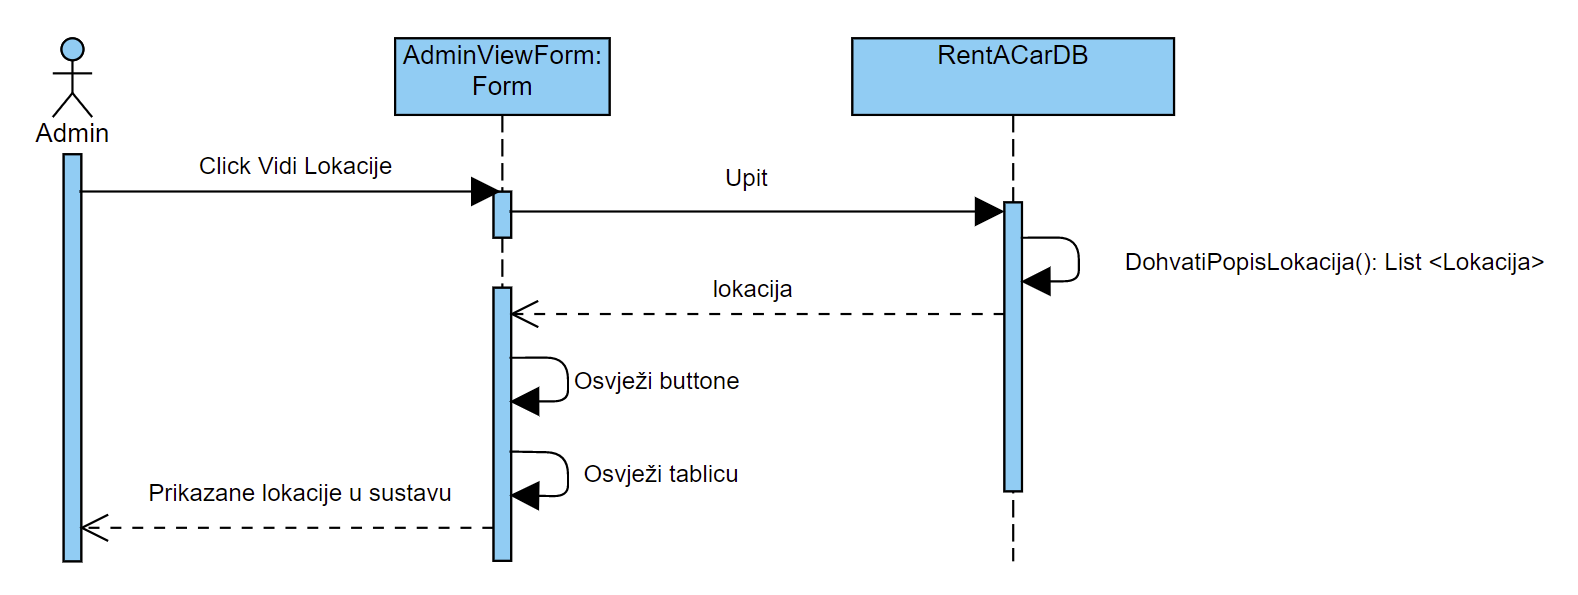 AdminViewForm:
Form
RentACarDB
Admin
Click Vidi Lokacije
Upit
DohvatiPopisLokacija(): List <Lokacija>
lokacija
Osvježi buttone
Osvježi tablicu
Prikazane lokacije u sustavu